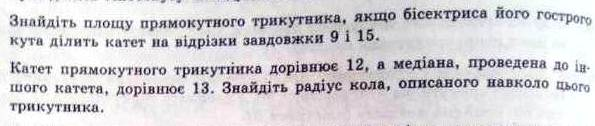 Знайдіть площу прямокутного трикутника, якщо бісектриса його гострого
кута ділить катет на відрізки завдовжки 9 і 15.
Катет прямокутного трикутника дорівнює 12, а медіана, проведена до ін-
шого катета, дорівнює 13. Знайдіть радіус кола, описаного навколо цього
трикутника.